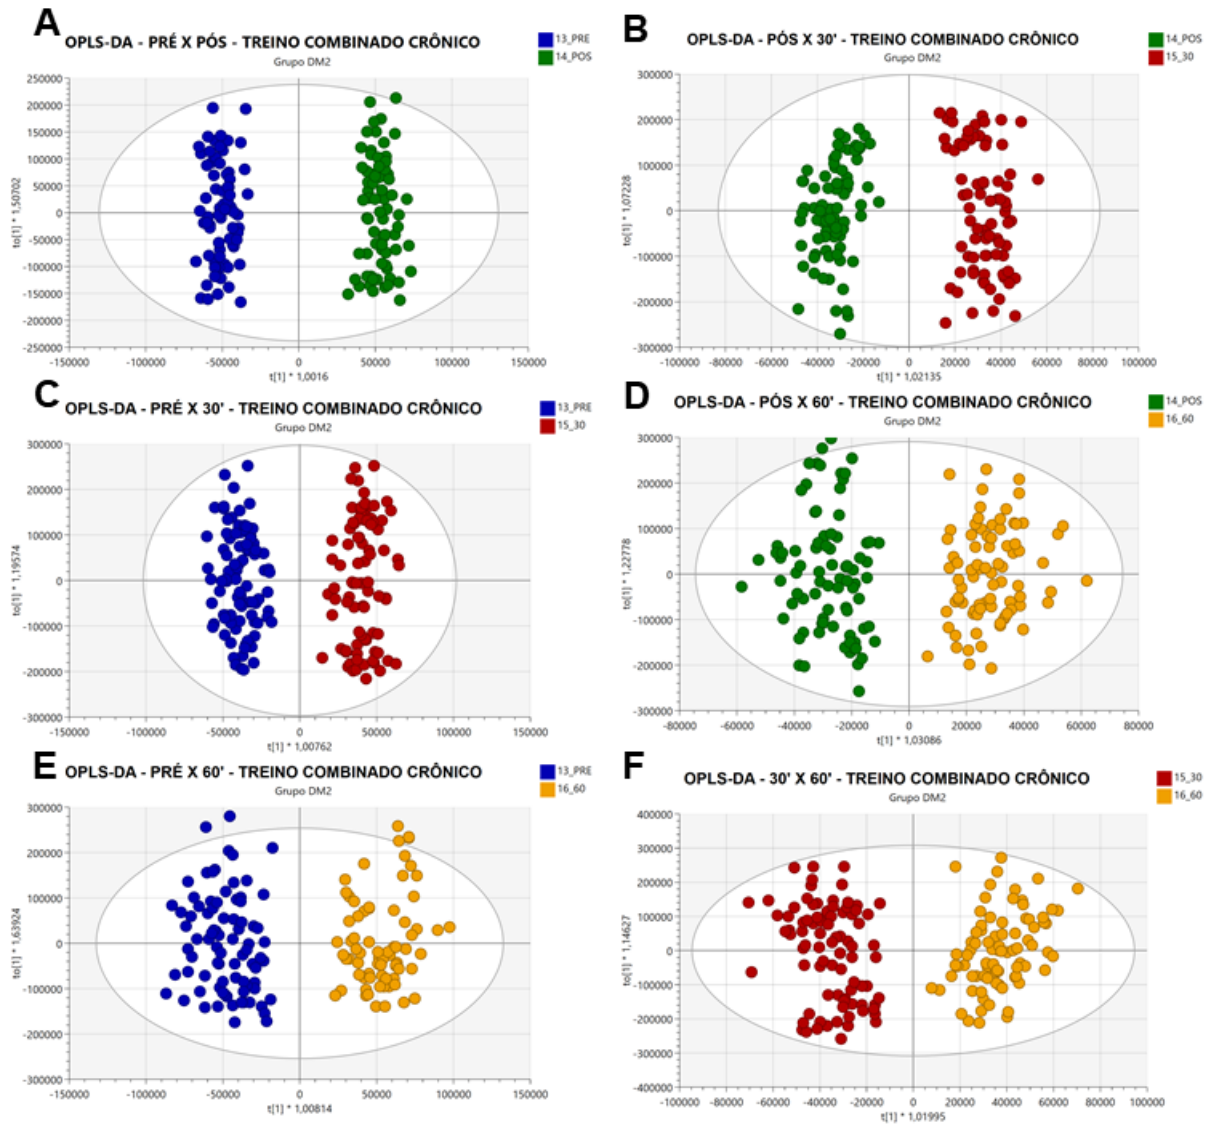 A
OPLS-DA - PRÉ X PÓS - TREINO COMBINADO CRÔNICO
Grupo DM2
13_PRE
14_POS
250000
200000
150000
100000
50000
0
-50000
-100000
-150000
-200000
-250000
to[1] * 1,50702
-150000 -100000 -50000 0 50000 100000 150000
t[1] * 1,0016
B
OPLS-DA - PÓS X 30' - TREINO COMBINADO CRÔNICO
Grupo DM2
14_POS
15_30
300000
200000
100000
0
-100000
-200000
-300000
to[1] * 1,07228
-100000 -80000 -60000 -40000 -20000 0 20000 40000 60000 80000 100000
t[1] * 1,02135
C
OPLS-DA - PRÉ X 30' - TREINO COMBINADO CRÔNICO
Grupo DM2
13_PRE
15_30
300000
200000
100000
0
-100000
-200000
-300000
to[1] * 1,19574
-150000 -100000 -50000 0 50000 100000 150000
t[1] * 1,00762
D
OPLS-DA - PÓS X 60' - TREINO COMBINADO CRÔNICO
Grupo DM2
14_POS
16_60
300000
200000
100000
0
-100000
-200000
-300000
to[1] * 1,22778
-80000 -60000 -40000 -20000 0 20000 40000 60000 80000
t[1] * 1,03086
E
OPLS-DA - PRÉ X 60' - TREINO COMBINADO CRÔNICO
Grupo DM2
13_PRE
16_60
300000
200000
100000
0
-100000
-200000
-300000
to[1] * 1,63924
-150000 -100000 -50000 0 50000 100000 150000
t[1] * 1,00814
F
OPLS-DA - 30' X 60' - TREINO COMBINADO CRÔNICO
Grupo DM2
15_30
16_60
400000
300000
200000
100000
0
-100000
-200000
-300000
-400000
to[1] * 1,14627
-100000 -80000 -60000 -40000 -20000 0 20000 40000 60000 80000 100000
t[1] * 1,01995